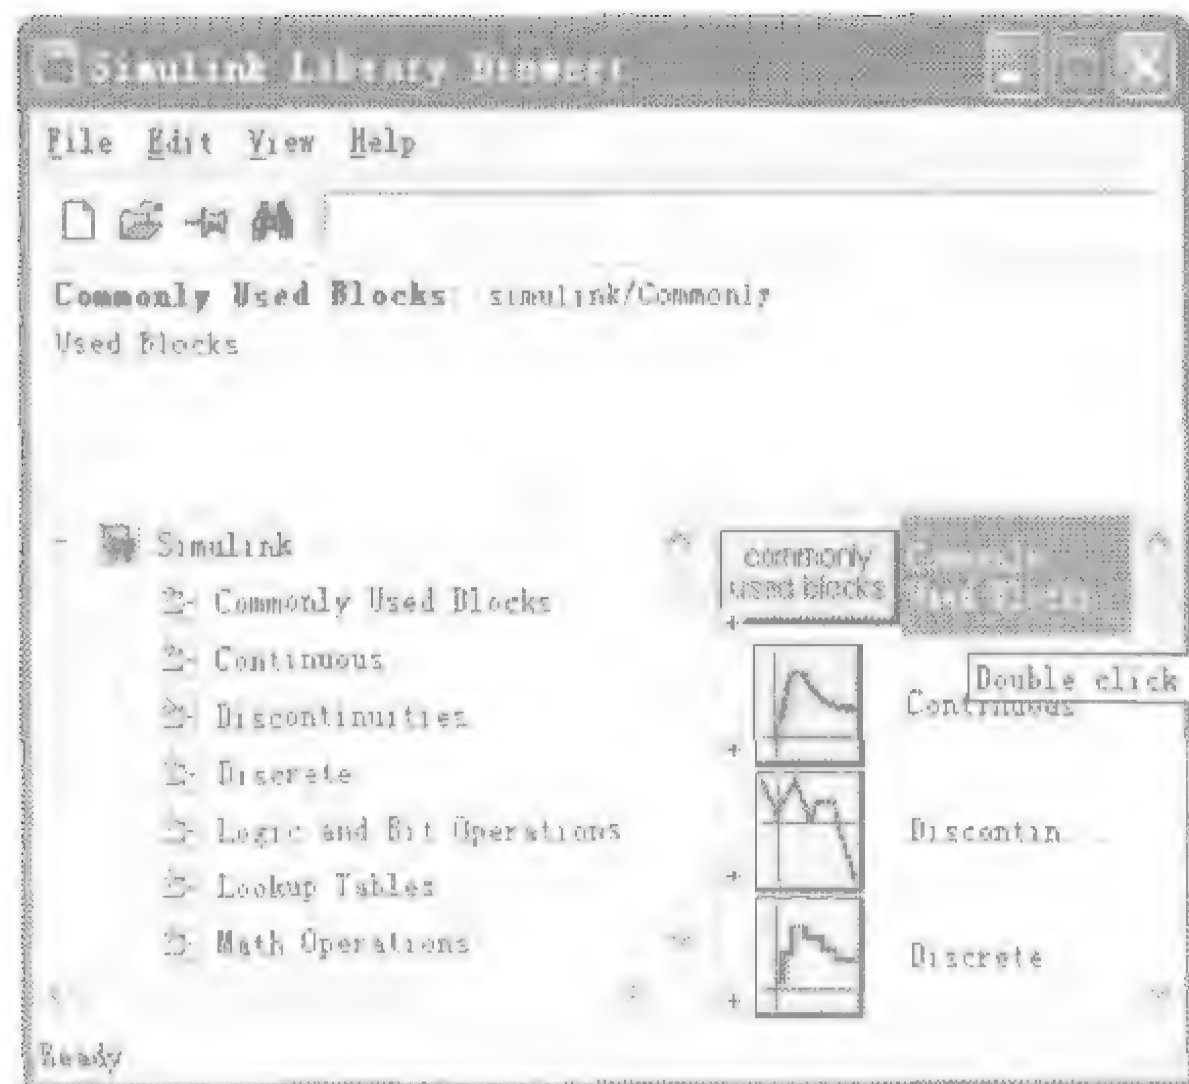 Simulink Library Browser
File Edit View Help
Commonly Used Blocks: simulink/Commonly
Used Blocks
Simulink
Commonly Used Blocks
Continuous
Discontinuities
Discrete
Logic and Bit Operations
Lookup Tables
Math Operations
commonly
used blocks
Double click
Continuous
Discontin...
Discrete
Ready